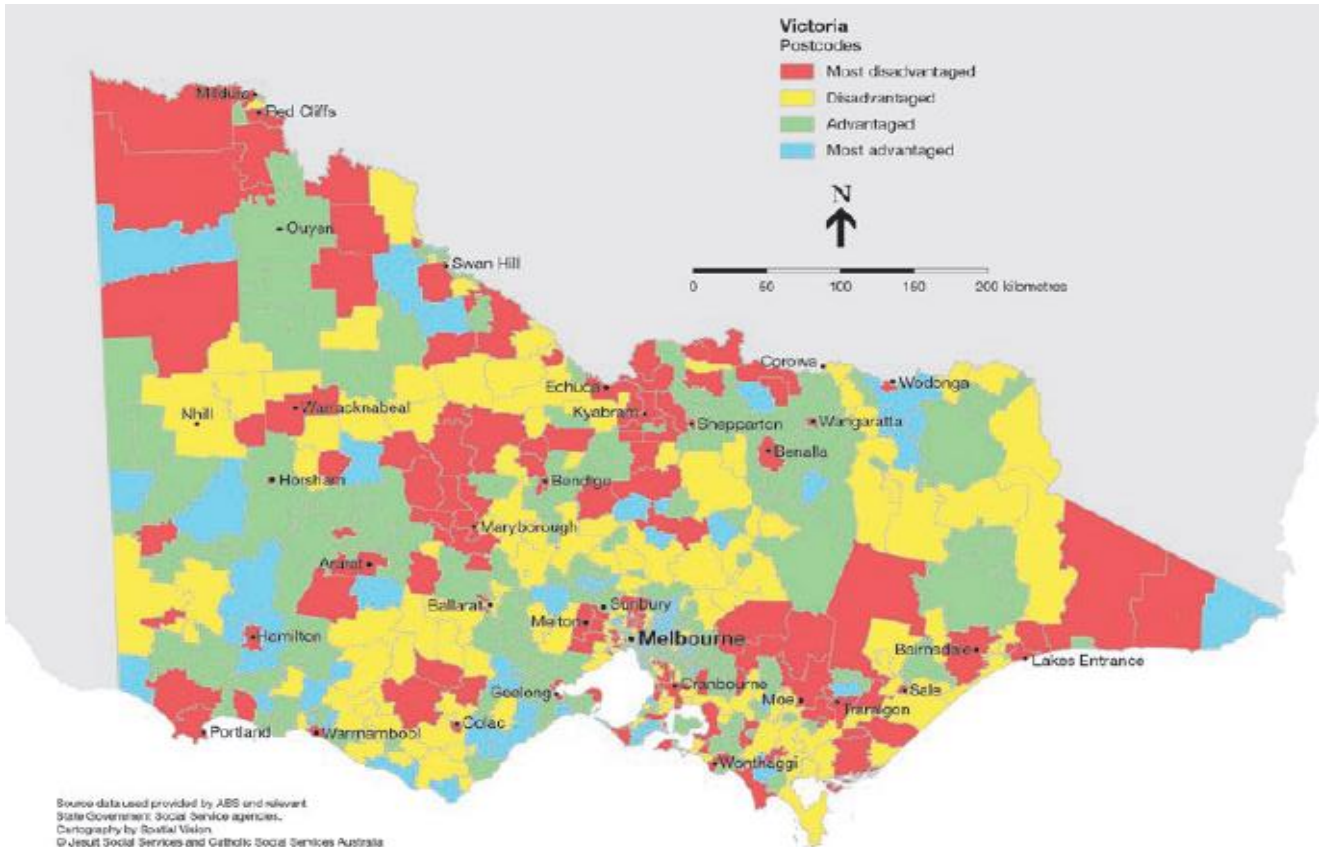 Victoria
Postcodes
Most disadvantaged
Disadvantaged
Advantaged
Most advantaged
N
0 50 100 150 200 kilometres
Mildura
Red Cliffs
Ouyen
Swan Hill
Corowa
Wodonga
Echuca
Nhill
Warracknabeal
Kyabram
Shepparton
Wangaratta
Benalla
Horsham
Bendigo
Maryborough
Ararat
Ballarat
Sunbury
Melton
Melbourne
Hamilton
Bairnsdale
Lakes Entrance
Geelong
Cranbourne
Moe
Sale
Traralgon
Colac
Portland
Warrnambool
Wonthaggi
Source data used provided by ABS and relevant
State Government Social Service agencies.
Cartography by Spatial Vision
© Jesuit Social Services and Catholic Social Services Australia